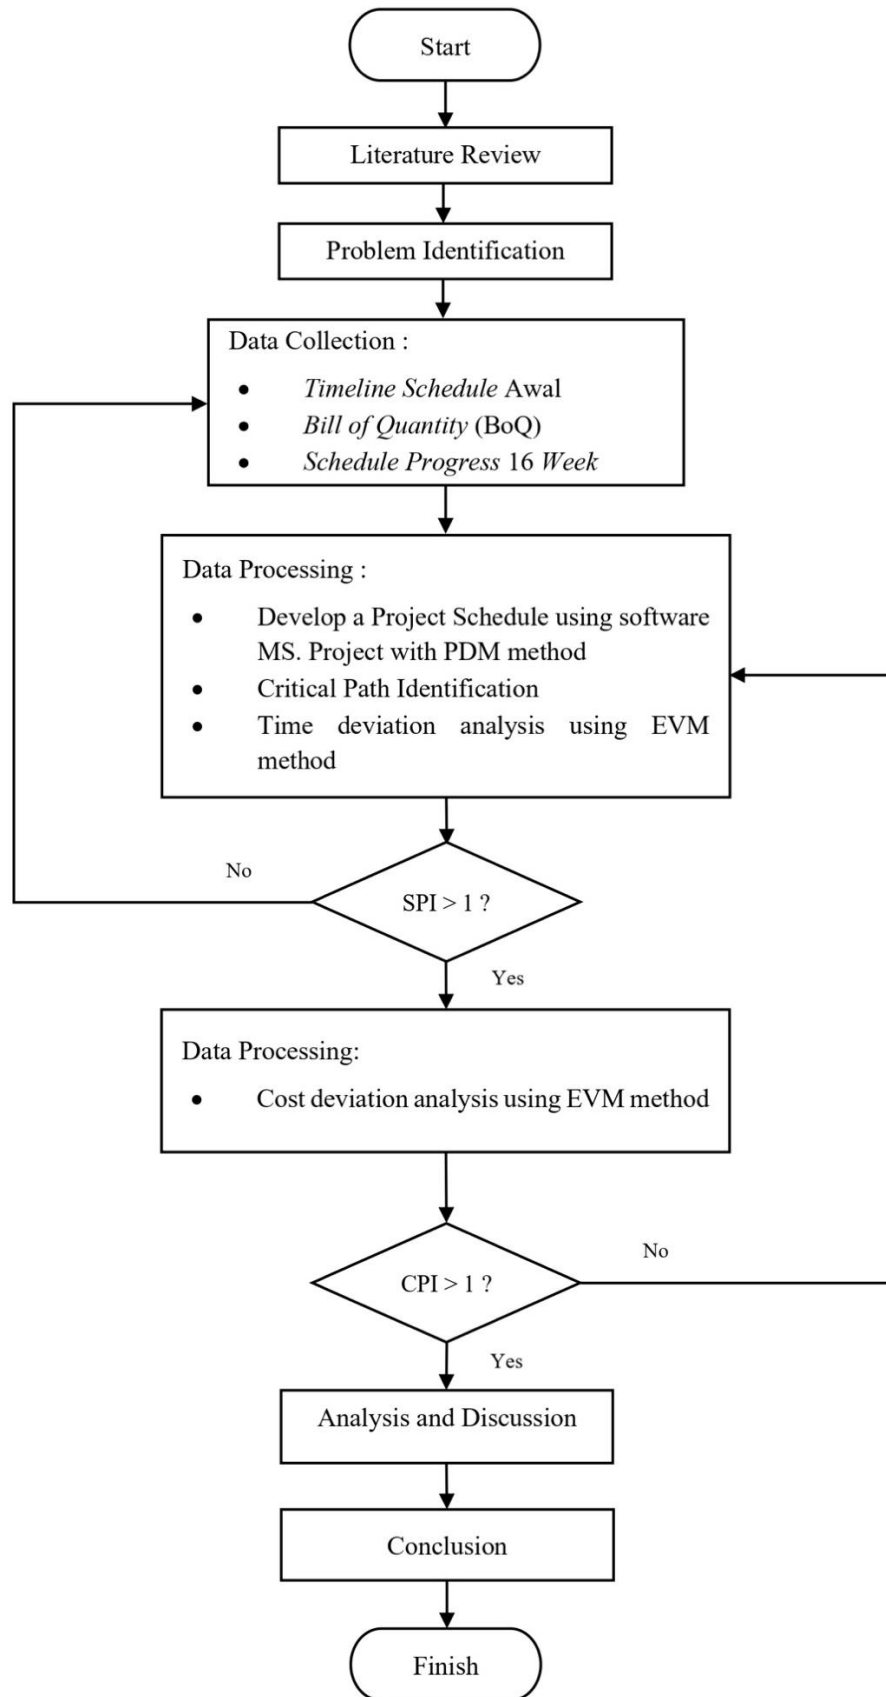 Start
Literature Review
Problem Identification
Data Collection :
• Timeline Schedule Awal
• Bill of Quantity (BoQ)
• Schedule Progress 16 Week
Data Processing :
• Develop a Project Schedule using software
MS. Project with PDM method
• Critical Path Identification
• Time deviation analysis using EVM
method
No
SPI > 1 ?
Yes
Data Processing:
• Cost deviation analysis using EVM method
No
CPI > 1 ?
Yes
Analysis and Discussion
Conclusion
Finish